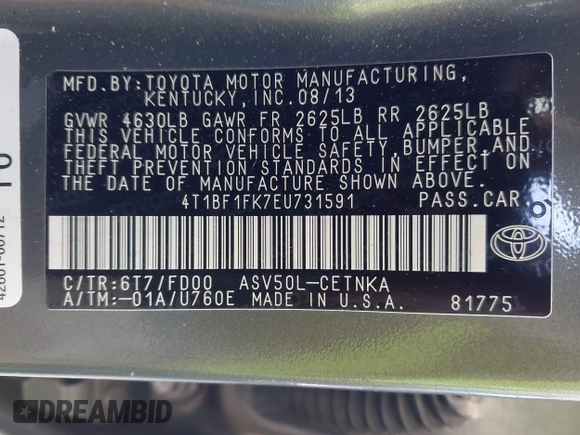 MFD.BY:TOYOTA MOTOR MANUFACTURING,
KENTUCKY,INC.08/13
GVWR 4630LB GAWR FR 2625LB RR 2625LB
THIS VEHICLE CONFORMS TO ALL APPLICABLE
FEDERAL MOTOR VEHICLE SAFETY, BUMPER,AND
THEFT PREVENTION STANDARDS IN EFFECT ON
THE DATE OF MANUFACTURE SHOWN ABOVE.
4T1BF1FK7EU731591 PASS.CAR
C/TR:6T7/FD00 ASV50L-CETNKA
A/TM:-01A/U760E MADE IN U.S.A. 81775
DREAMBID